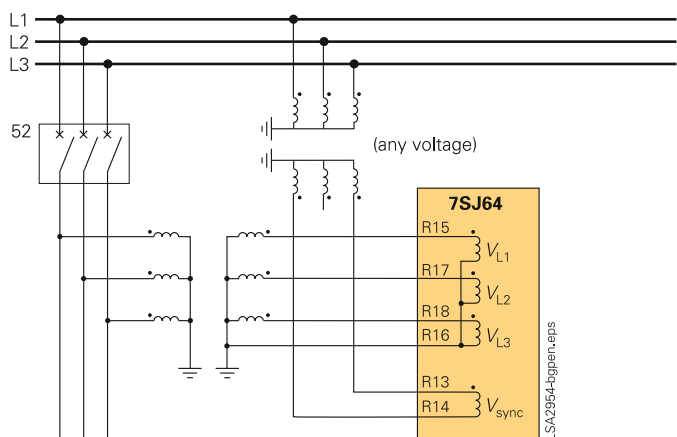 L1
L2
L3
52
(any voltage)
7SJ64
R15
VL1
R17
VL2
R18
R16
VL3
R13
R14
Vsync
LSA2954-bgpen.eps